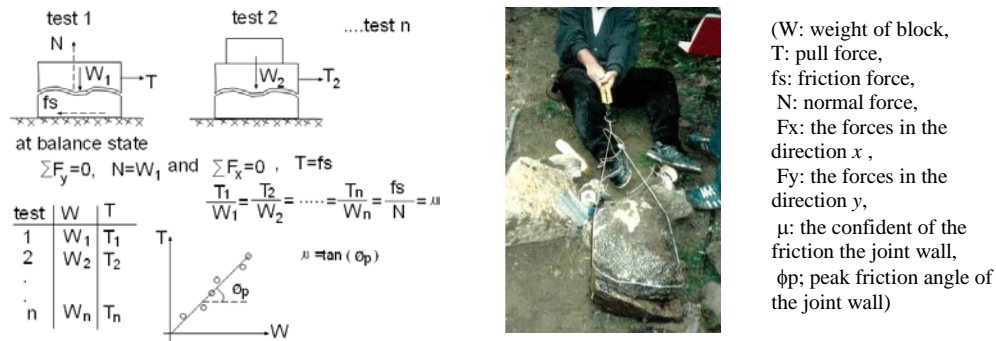 test 1
test 2
....test n
N
W1
T
fs
W2
T2
at balance state
∑Fy=0, N=W1 and ∑Fx=0 , T=fs
T1/W1=T2/W2=.....=Tn/Wn=fs/N=μ
test W T
1 W1 T1
2 W2 T2
.
.
n Wn Tn
T
μ=tan(øp)
øp
W
(W: weight of block,
T: pull force,
fs: friction force,
N: normal force,
Fx: the forces in the
direction x ,
Fy: the forces in the
direction y,
μ: the confident of the
friction the joint wall,
ϕp; peak friction angle of
the joint wall)